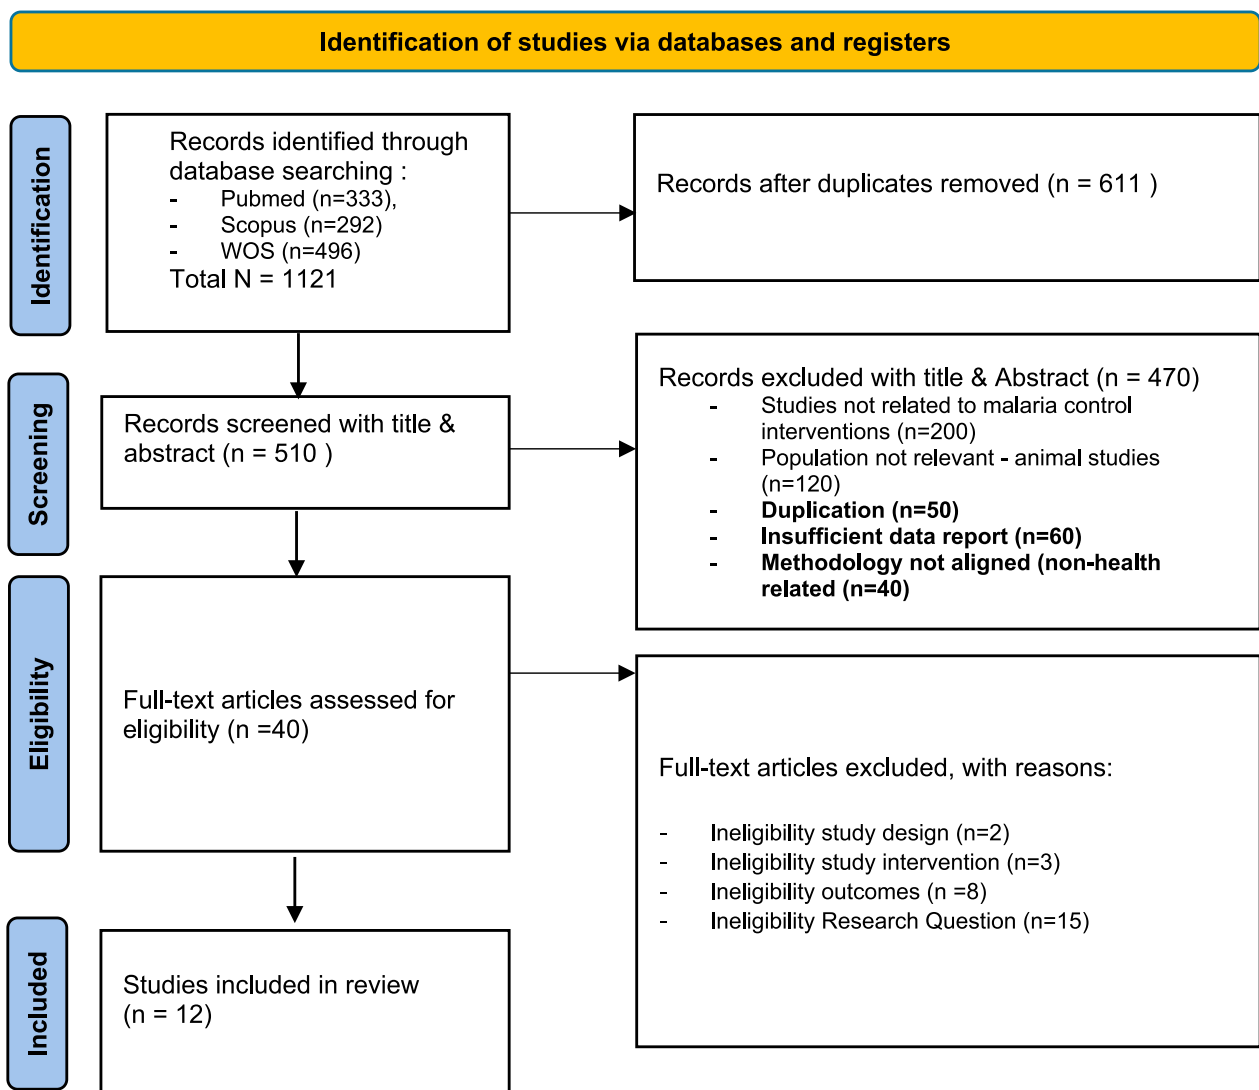 Identification of studies via databases and registers
Identification
Records identified through
database searching :
- Pubmed (n=333),
- Scopus (n=292)
- WOS (n=496)
Total N = 1121
Records after duplicates removed (n = 611 )
Screening
Records screened with title &
abstract (n = 510 )
Records excluded with title & Abstract (n = 470)
- Studies not related to malaria control
interventions (n=200)
- Population not relevant - animal studies
(n=120)
- Duplication (n=50)
- Insufficient data report (n=60)
- Methodology not aligned (non-health
related (n=40)
Eligibility
Full-text articles assessed for
eligibility (n =40)
Full-text articles excluded, with reasons:
- Ineligibility study design (n=2)
- Ineligibility study intervention (n=3)
- Ineligibility outcomes (n =8)
- Ineligibility Research Question (n=15)
Included
Studies included in review
(n = 12)